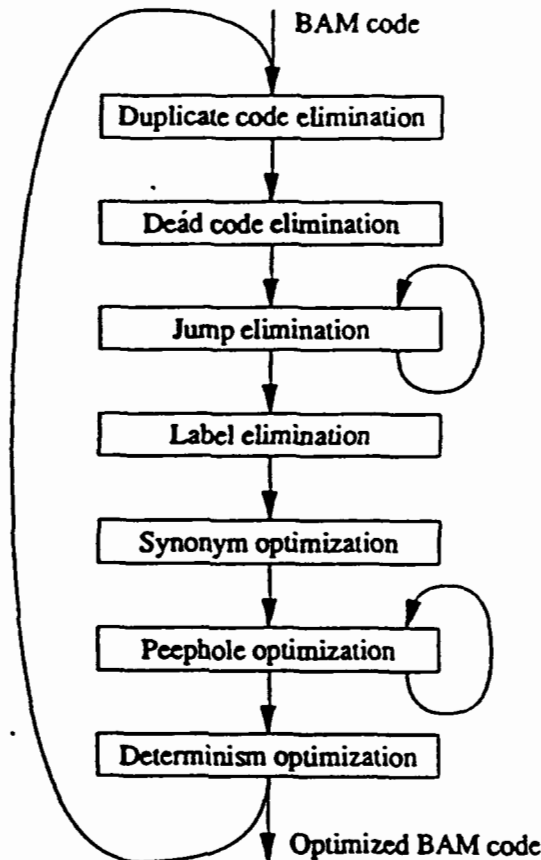 BAM code
Duplicate code elimination
Dead code elimination
Jump elimination
Label elimination
Synonym optimization
Peephole optimization
Determinism optimization
Optimized BAM code